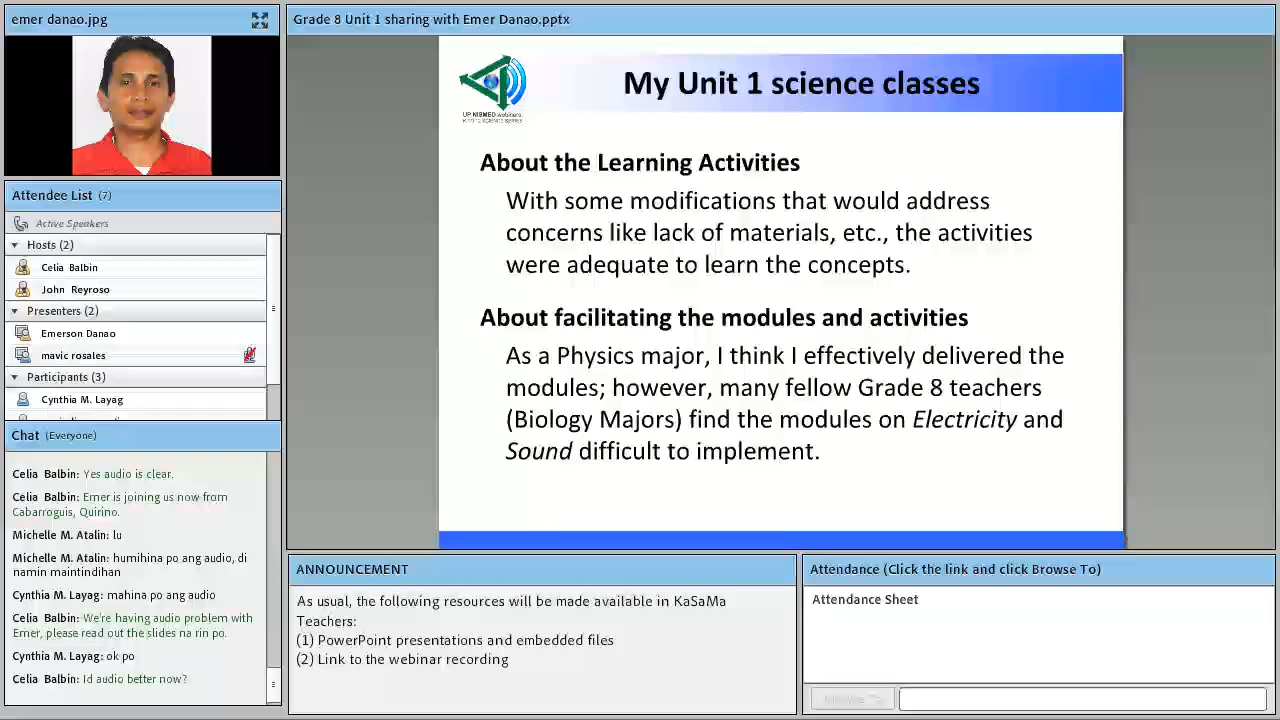 emer danao.jpg
Attendee List (7)
Active Speakers
Hosts (2)
Celia Balbin
John Reyroso
Presenters (2)
Emerson Danao
mavic rosales
Participants (3)
Cynthia M. Layag
Chat (Everyone)
Celia Balbin: Yes audio is clear.
Celia Balbin: Emer is joining us now from
Cabarroguis, Quirino.
Michelle M. Atalin: lu
Michelle M. Atalin: humihina po ang audio, di
namin maintindihan
Cynthia M. Layag: mahina po ang audio
Celia Balbin: We're having audio problem with
Emer, please read out the slides na rin po.
Cynthia M. Layag: ok po
Celia Balbin: Id audio better now?
Grade 8 Unit 1 sharing with Emer Danao.pptx
UP NISMED webinars
K to 12 SCIENCE SERIES
My Unit 1 science classes
About the Learning Activities
With some modifications that would address
concerns like lack of materials, etc., the activities
were adequate to learn the concepts.
About facilitating the modules and activities
As a Physics major, I think I effectively delivered the
modules; however, many fellow Grade 8 teachers
(Biology Majors) find the modules on Electricity and
Sound difficult to implement.
ANNOUNCEMENT
As usual, the following resources will be made available in KaSaMa
Teachers:
(1) PowerPoint presentations and embedded files
(2) Link to the webinar recording
Attendance (Click the link and click Browse To)
Attendance Sheet
Browse To